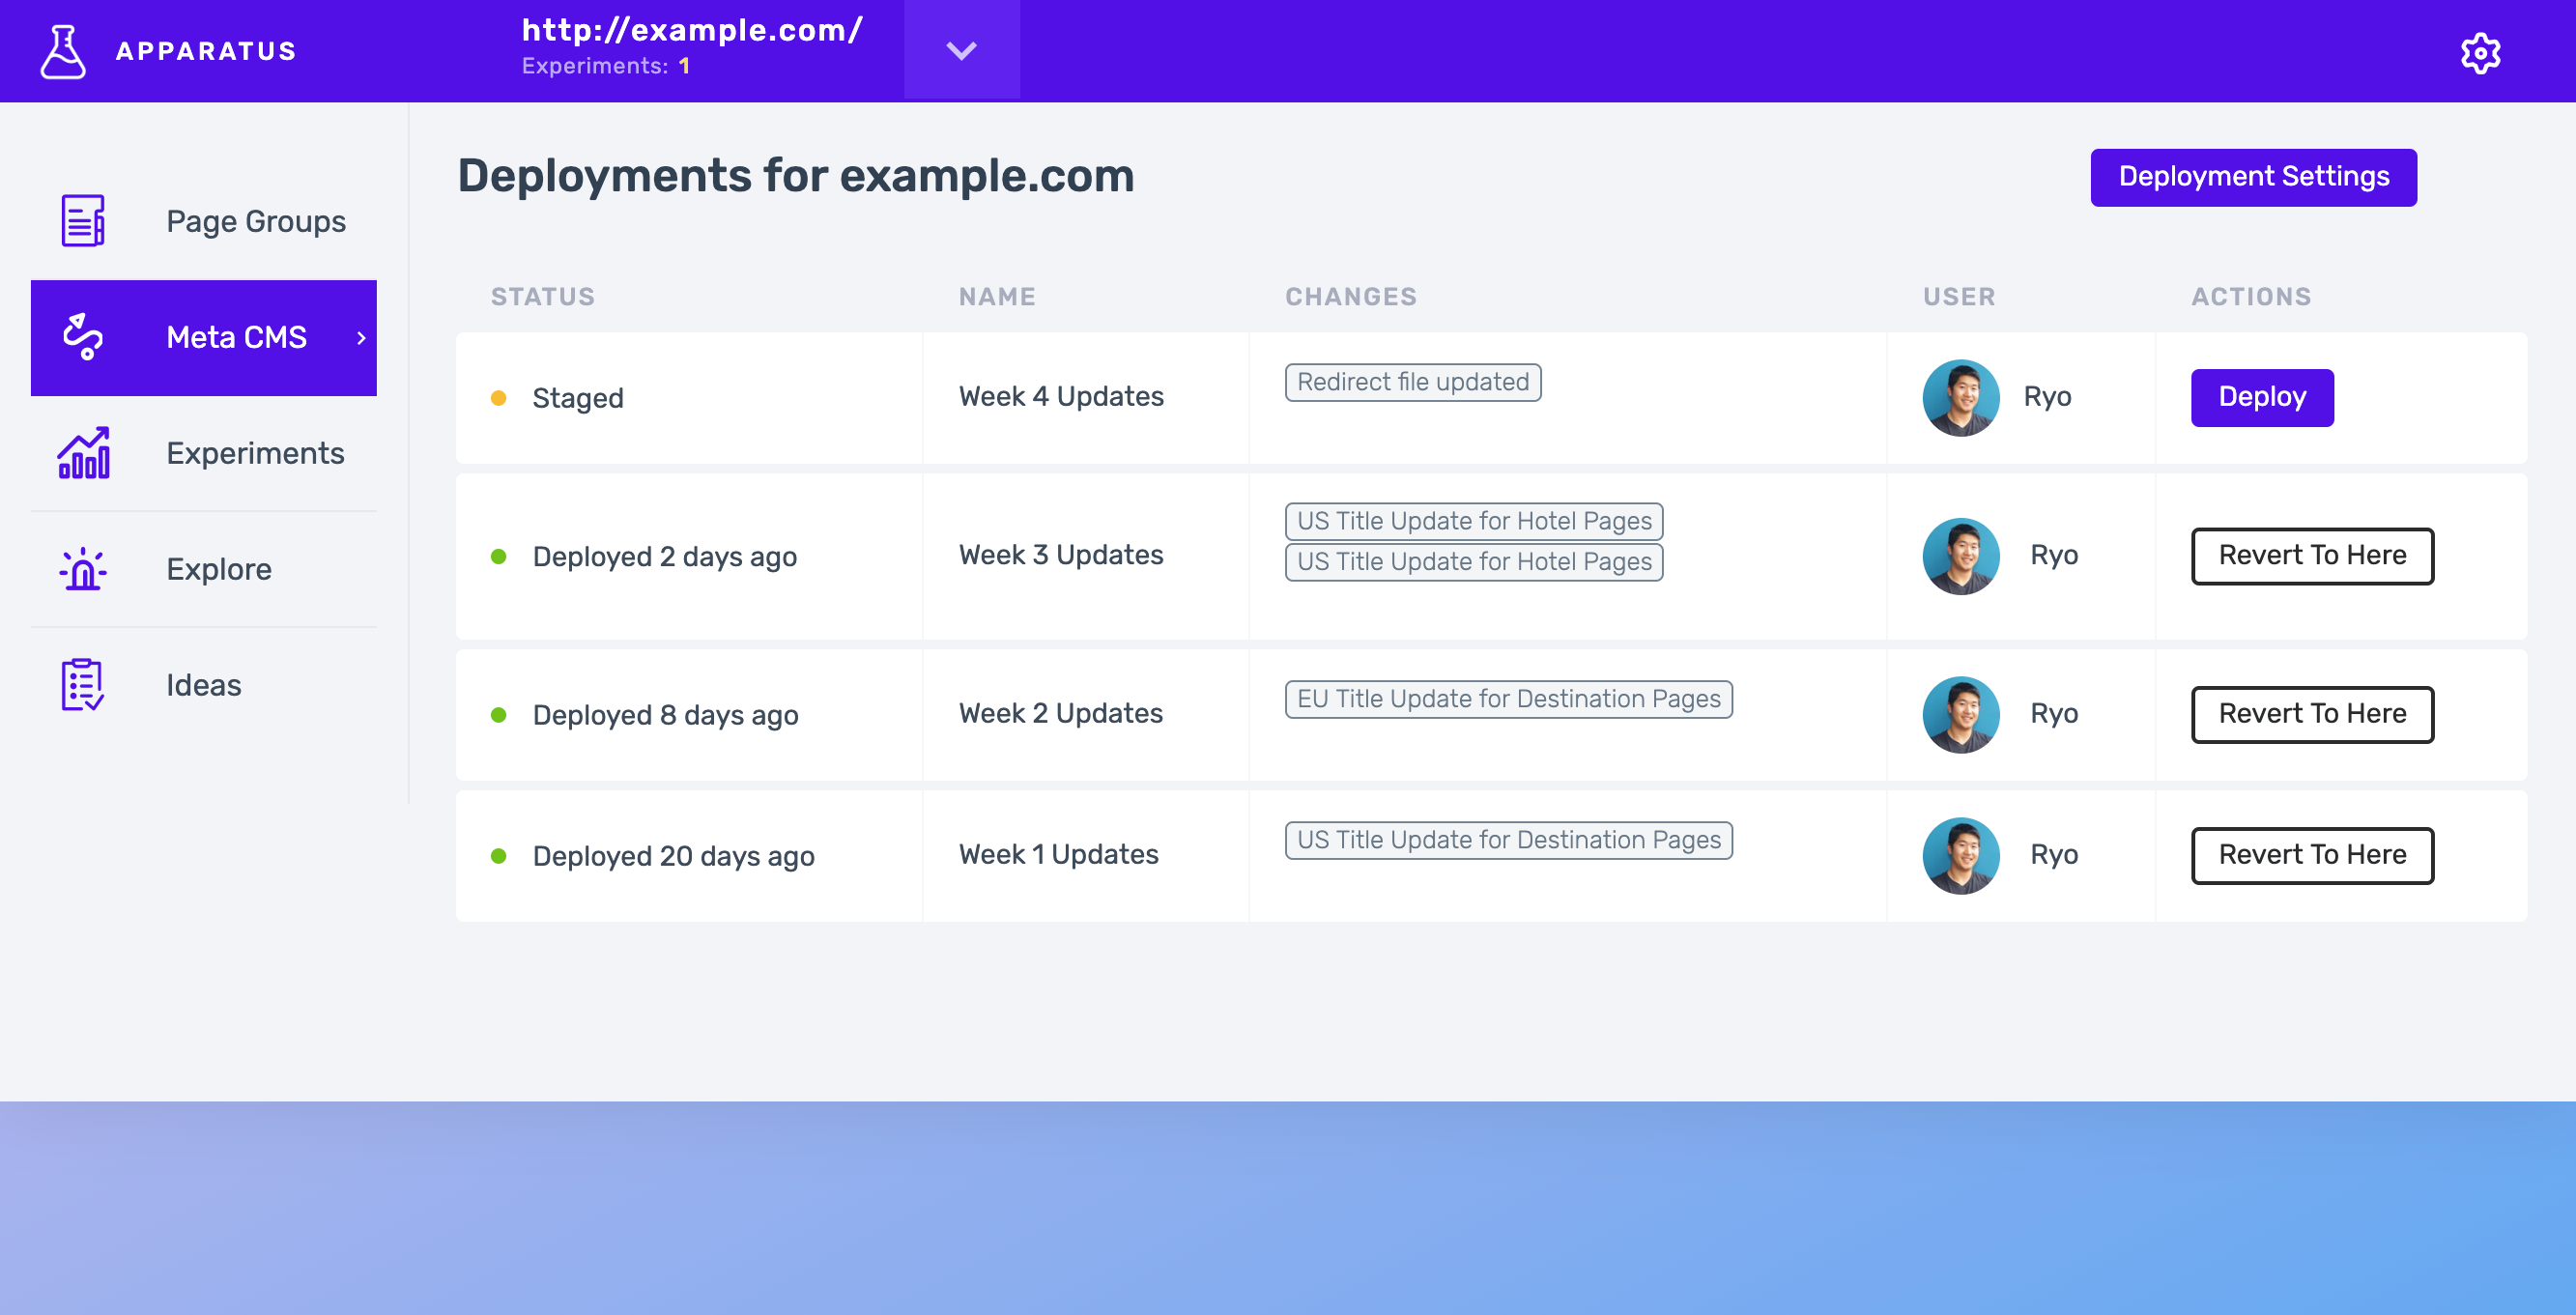 APPARATUS
http://example.com/
Experiments: 1
Page Groups
Meta CMS
Experiments
Explore
Ideas
Deployments for example.com
Deployment Settings
STATUS NAME CHANGES USER ACTIONS
Staged Week 4 Updates Redirect file updated Ryo Deploy
Deployed 2 days ago Week 3 Updates US Title Update for Hotel Pages Ryo Revert To Here
US Title Update for Hotel Pages
Deployed 8 days ago Week 2 Updates EU Title Update for Destination Pages Ryo Revert To Here
Deployed 20 days ago Week 1 Updates US Title Update for Destination Pages Ryo Revert To Here